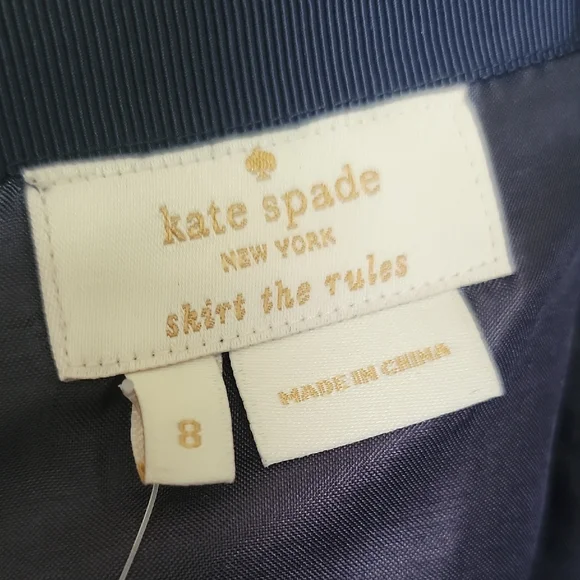 kate spade
NEW YORK
skirt the rules
8
MADE IN CHINA